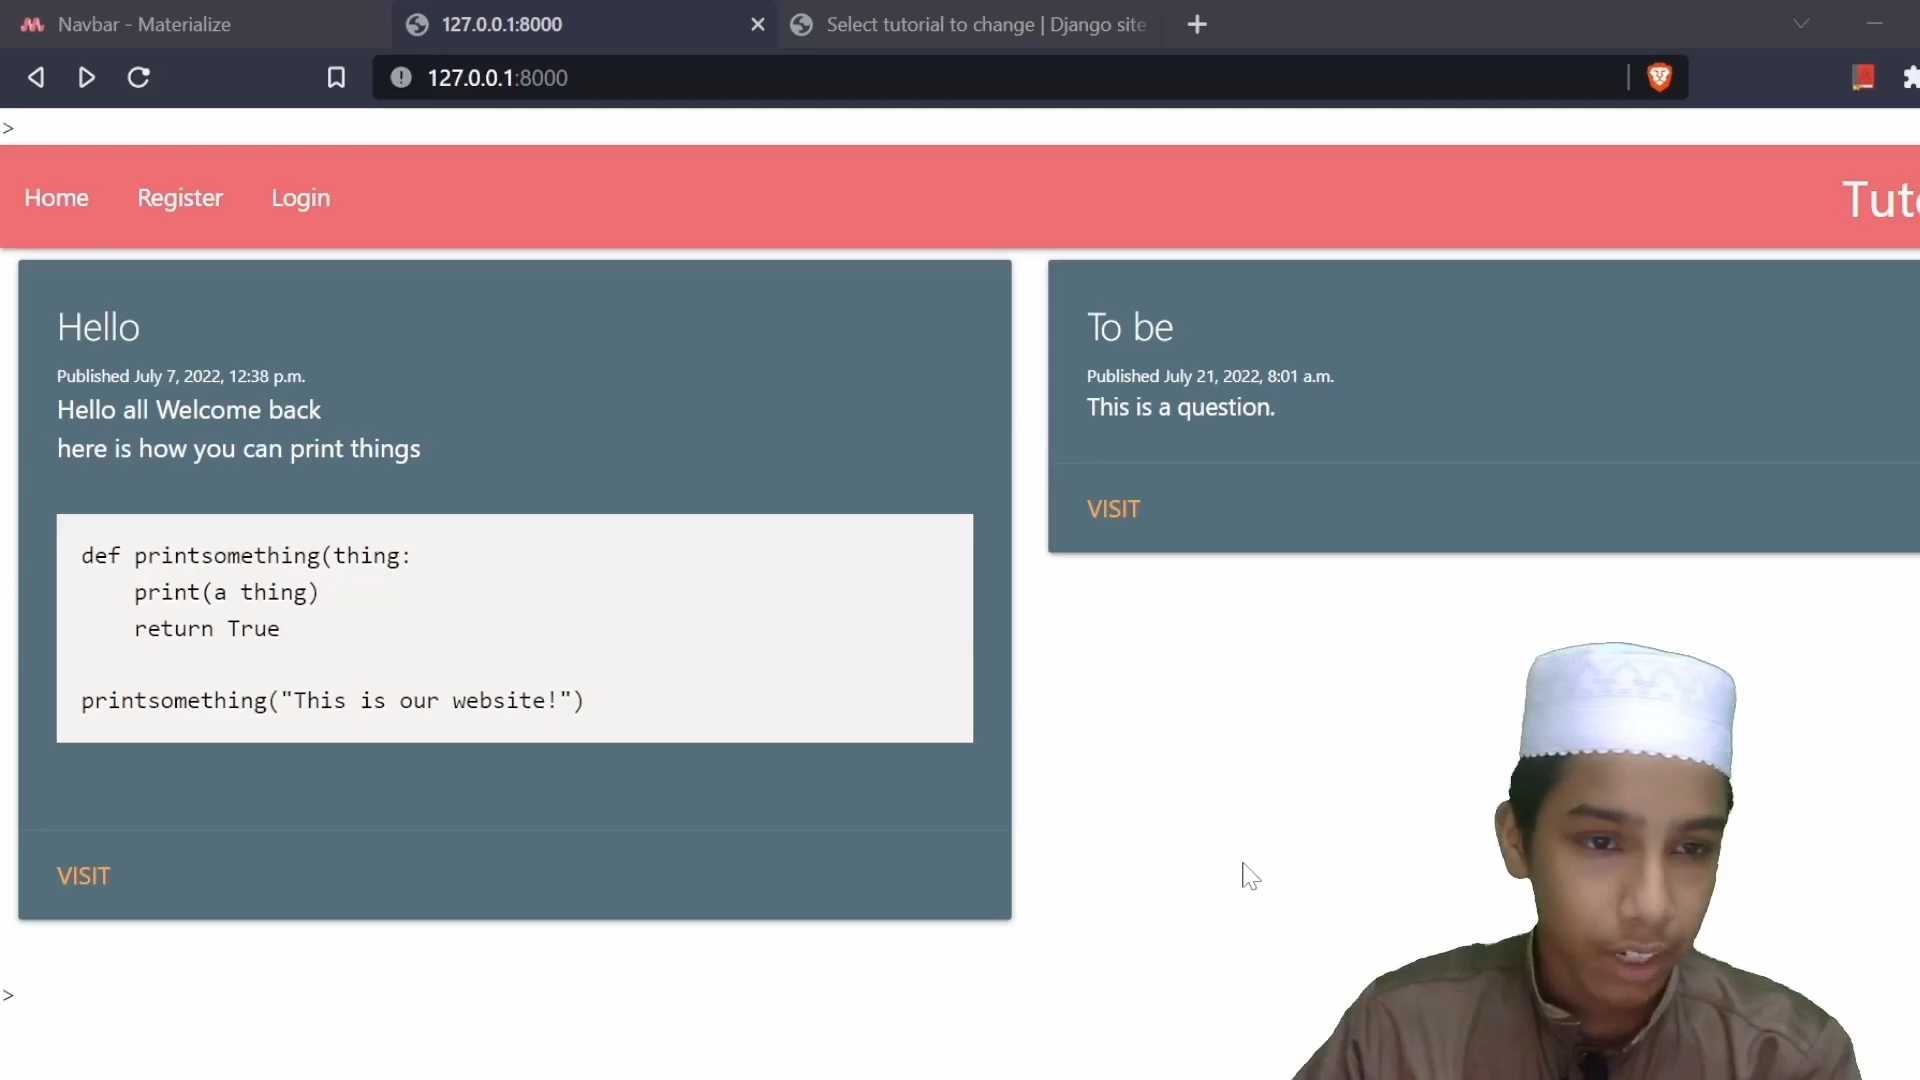 Navbar - Materialize
127.0.0.1:8000
Select tutorial to change | Django site
127.0.0.1:8000
>
Home
Register
Login
Tuto
Hello
Published July 7, 2022, 12:38 p.m.
Hello all Welcome back
here is how you can print things
def printsomething(thing:
    print(a thing)
    return True
printsomething("This is our website!")
VISIT
To be
Published July 21, 2022, 8:01 a.m.
This is a question.
VISIT
>